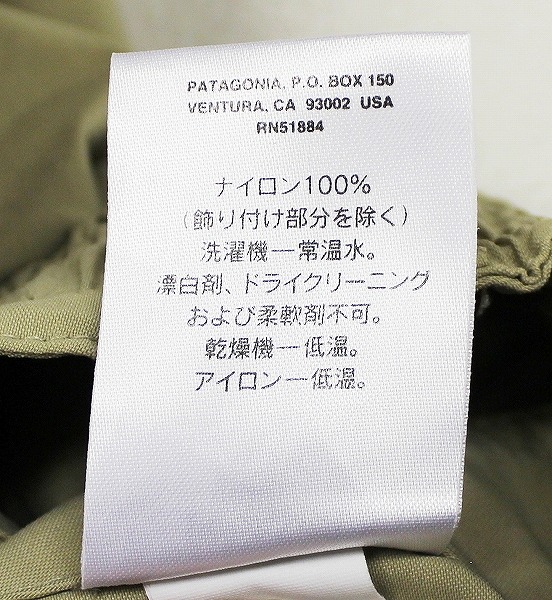 PATAGONIA, P.O. BOX 150
VENTURA, CA 93002 USA
RN51884
ナイロン100%
(飾り付け部分を除く)
洗濯機—常温水。
漂白剤、ドライクリーニング
および柔軟剤不可。
乾燥機—低温。
アイロン—低温。